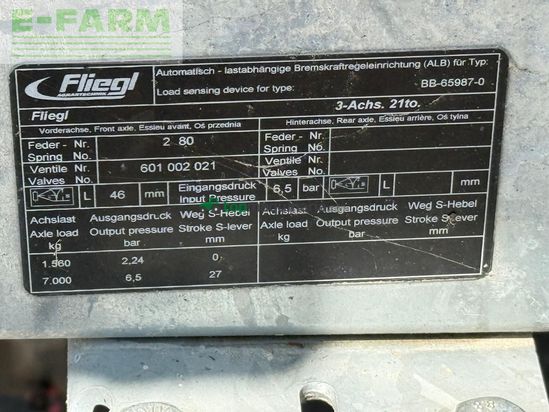 E-FARM
GROUP
Fliegl
AGRARTECHNIK
Automatisch - lastabhängige Bremskraftregeleinrichtung (ALB) für Typ:
Load sensing device for type: BB-65987-0
Fliegl 3-Achs. 21to.
Vorderachse, Front axle, Essieu avant, Oś przednia
Hinterachse, Rear axle, Essieu arrière, Oś tylna
Feder - Nr. 2 80 Feder - Nr.
Spring No. Spring No.
Ventile Nr. 601 002 021 Ventile Nr.
Valves No. Valves No.
L 46 mm Eingangsdruck 6,5 bar L mm
Input Pressure
Achslast Ausgangsdruck Weg S-Hebel Achslast Ausgangsdruck Weg S-Hebel
Axle load Output pressure Stroke S-lever Axle load Output pressure Stroke S-lever
kg bar mm kg bar mm
1.560 2,24 0
7.000 6,5 27